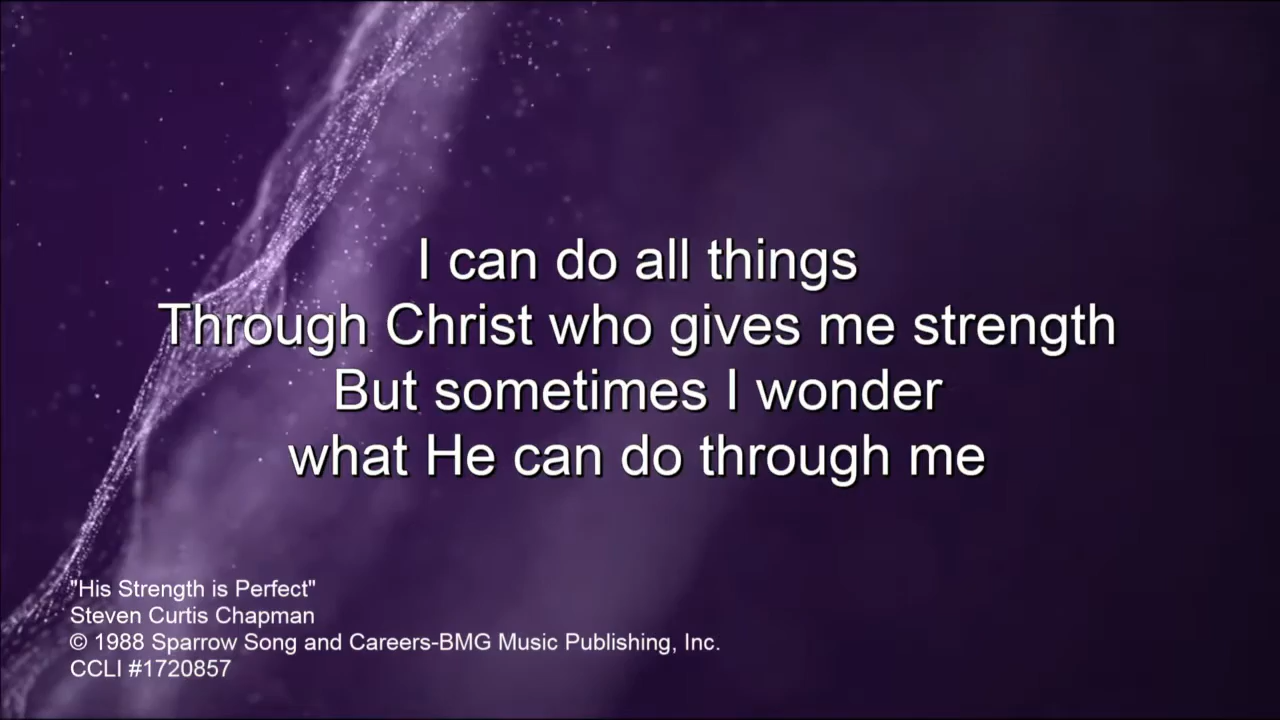 I can do all things
Through Christ who gives me strength
But sometimes I wonder
what He can do through me
"His Strength is Perfect"
Steven Curtis Chapman
© 1988 Sparrow Song and Careers-BMG Music Publishing, Inc.
CCLI #1720857